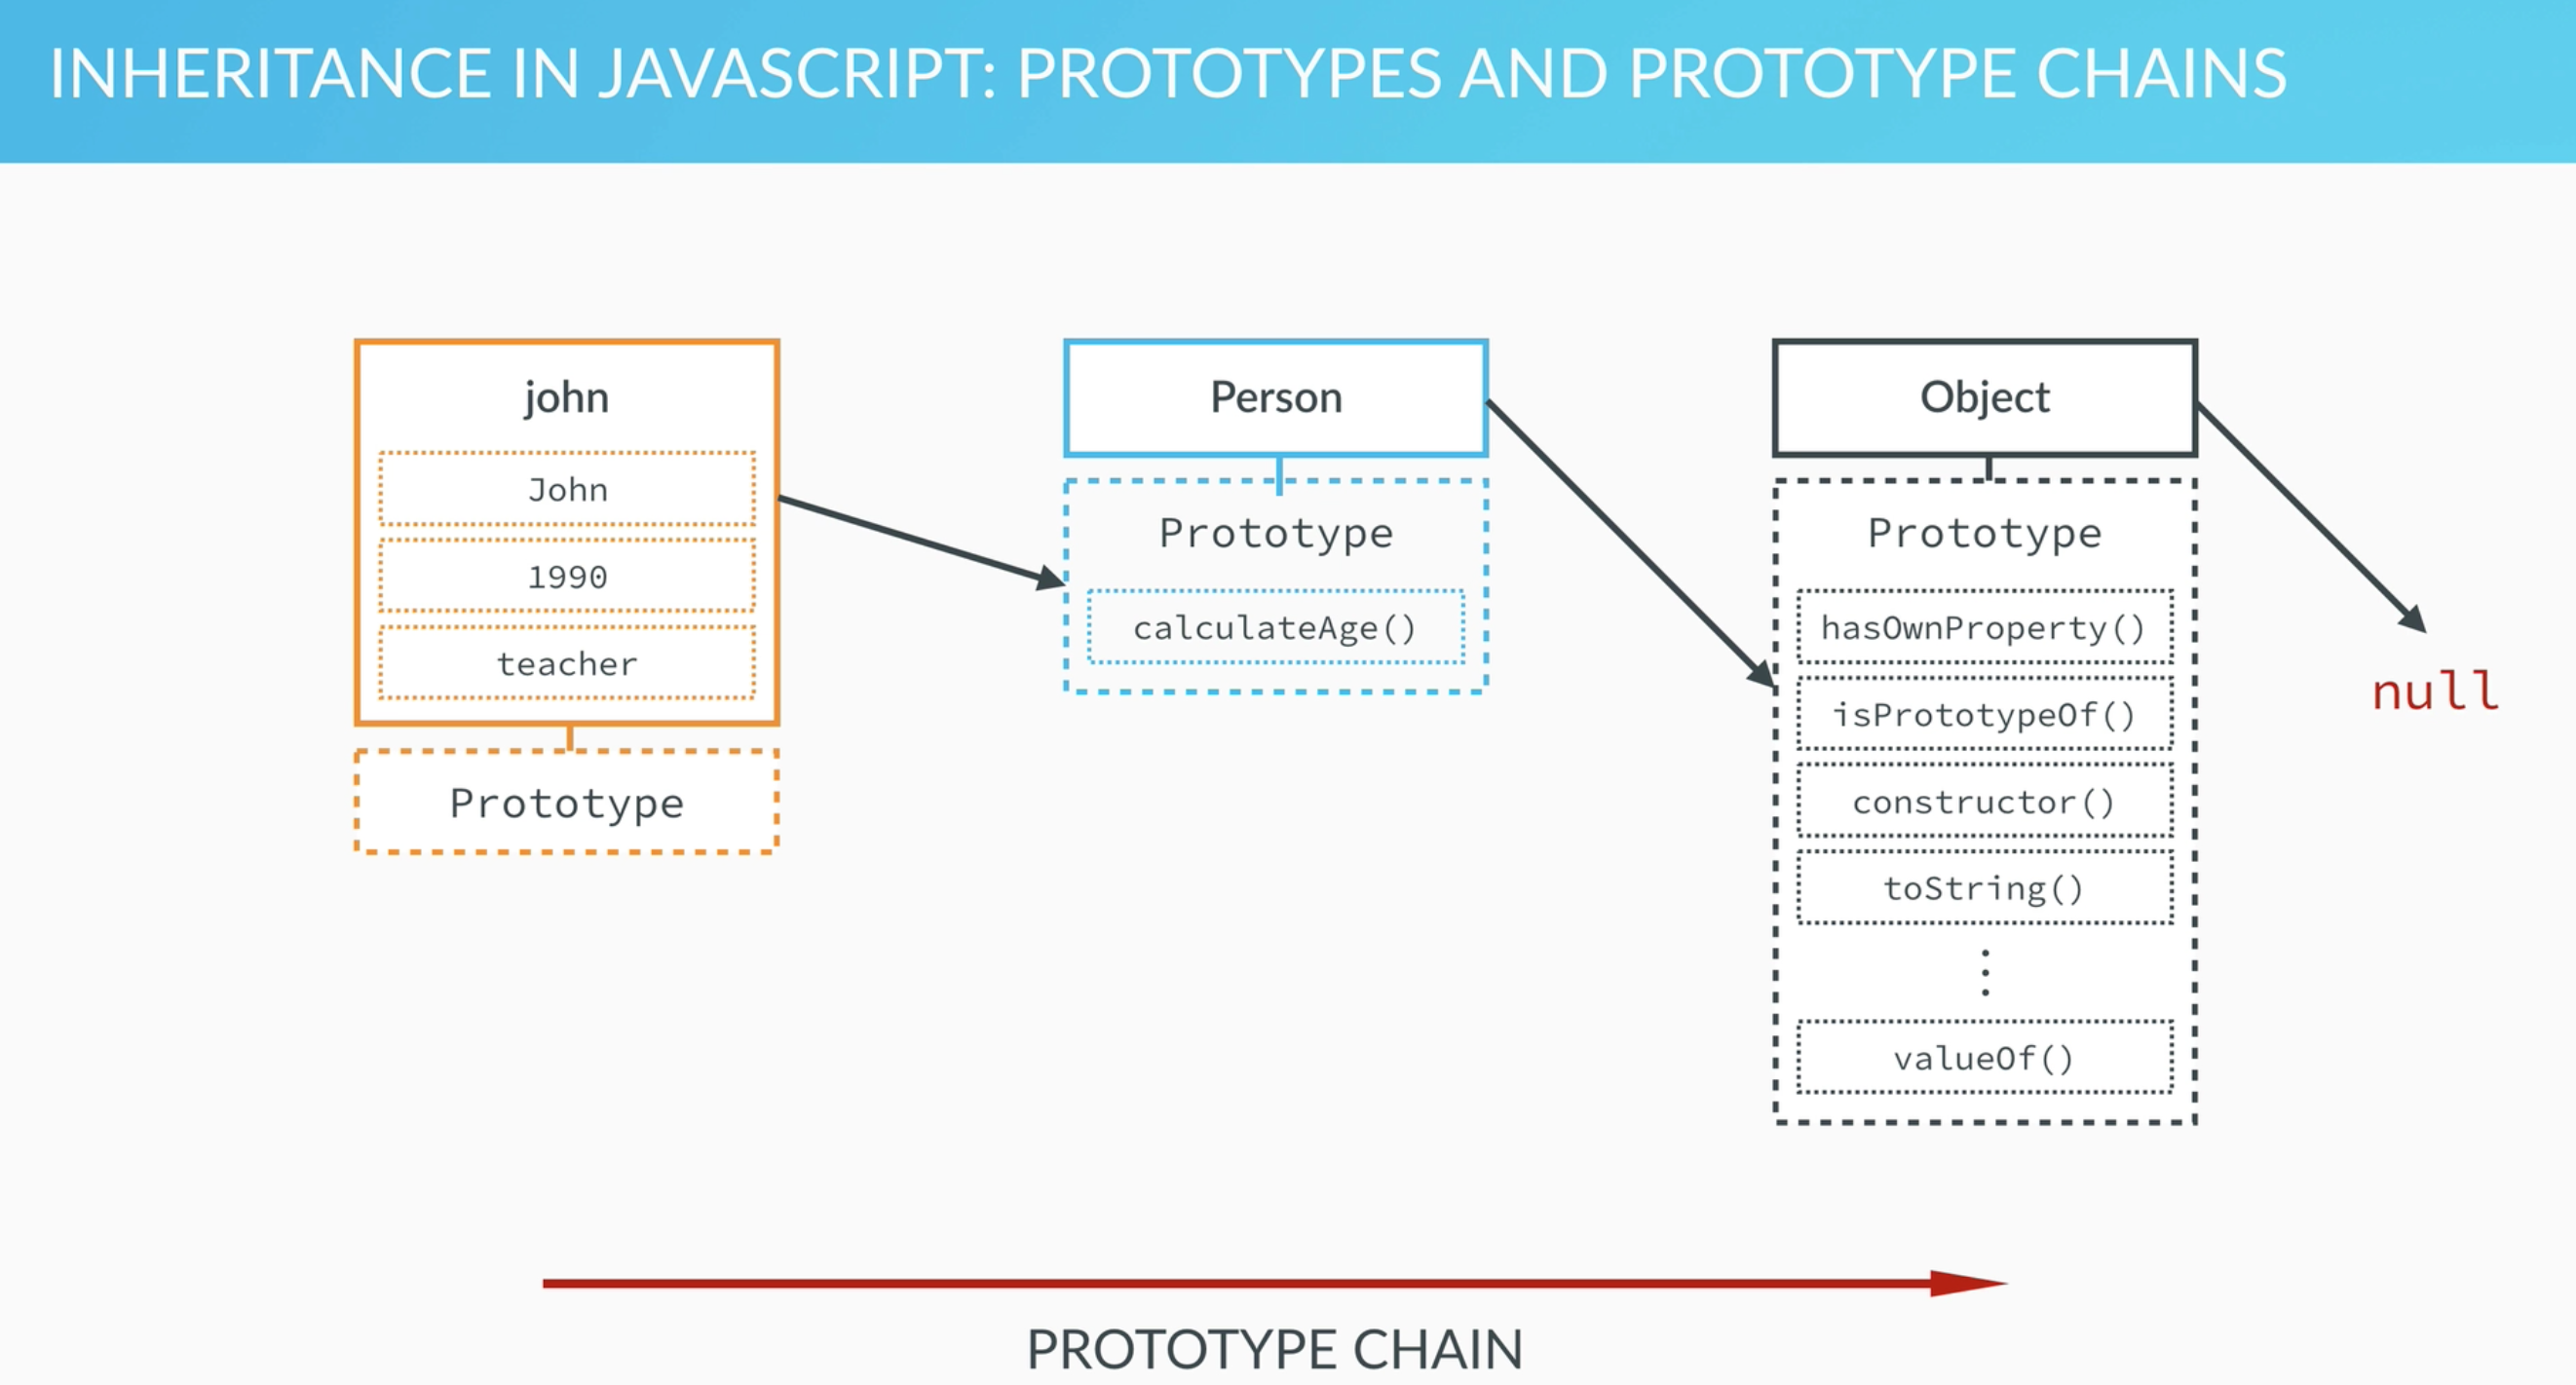 INHERITANCE IN JAVASCRIPT: PROTOTYPES AND PROTOTYPE CHAINS
john
John
1990
teacher
Prototype
Person
Prototype
calculateAge()
Object
Prototype
hasOwnProperty()
isPrototypeOf()
constructor()
toString()
valueOf()
null
PROTOTYPE CHAIN